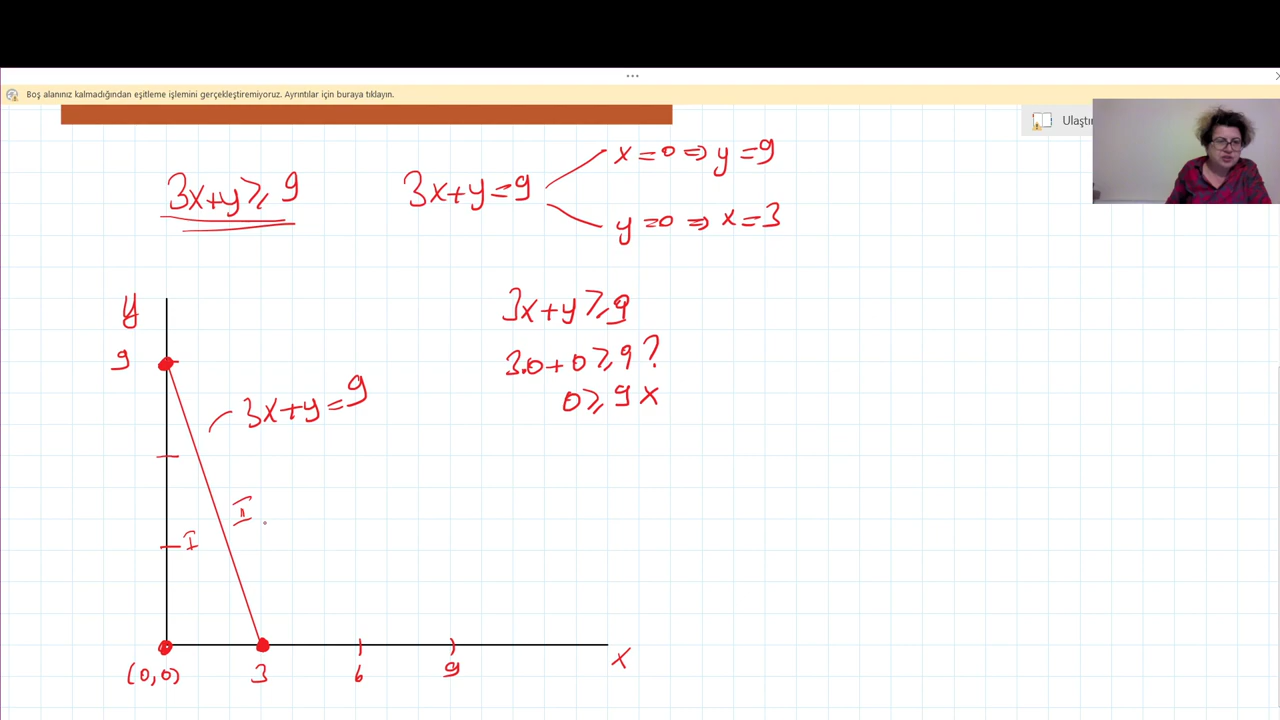 Boş alanınız kalmadığından eşitleme işlemini gerçekleştiremiyoruz. Ayrıntılar için buraya tıklayın.
Ulaştır
3x+y≥9
3x+y=9
x=0⇒y=9
y=0⇒x=3
y
3x+y≥9
9
3.0+0≥9?
0≥9 x
3x+y=9
II
I
(0,0)
3
6
9
x